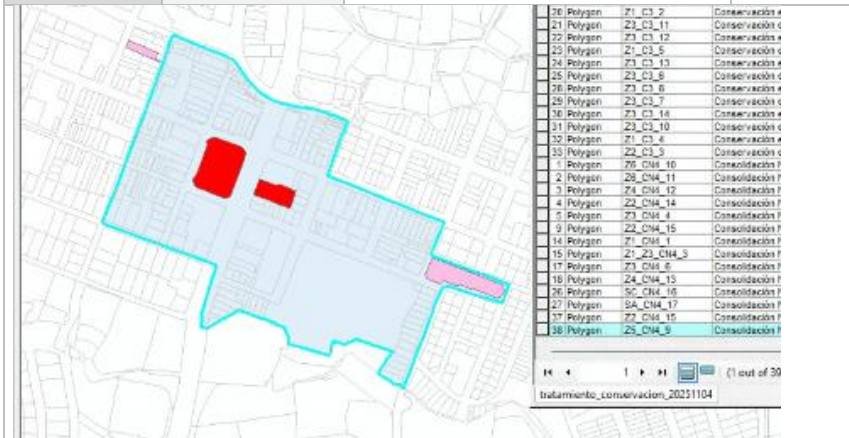 20 Polygon Z1_C3_2 Conservación e
21 Polygon Z3_C3_11 Conservación e
22 Polygon Z3_C3_12 Conservación e
23 Polygon Z1_C3_5 Conservación e
24 Polygon Z3_C3_13 Conservación e
25 Polygon Z3_C3_8 Conservación e
28 Polygon Z3_C3_6 Conservación e
29 Polygon Z3_C3_7 Conservación e
30 Polygon Z3_C3_14 Conservación e
31 Polygon Z3_C3_10 Conservación e
32 Polygon Z1_C3_4 Conservación e
33 Polygon Z2_C3_3 Conservación e
1 Polygon Z6_CN4_10 Consolidación N
2 Polygon Z6_CN4_11 Consolidación N
3 Polygon Z4_CN4_12 Consolidación N
4 Polygon Z2_CN4_14 Consolidación N
5 Polygon Z3_CN4_4 Consolidación N
9 Polygon Z2_CN4_15 Consolidación N
14 Polygon Z1_CN4_1 Consolidación N
15 Polygon Z1_Z3_CN4_3 Consolidación N
17 Polygon Z3_CN4_6 Consolidación N
18 Polygon Z4_CN4_13 Consolidación N
26 Polygon SC_CN4_16 Consolidación N
27 Polygon SA_CN4_17 Consolidación N
37 Polygon Z2_CN4_15 Consolidación N
38 Polygon Z5_CN4_9 Consolidación N
1 (1 out of 39
tratamiento_conservacion_20251104